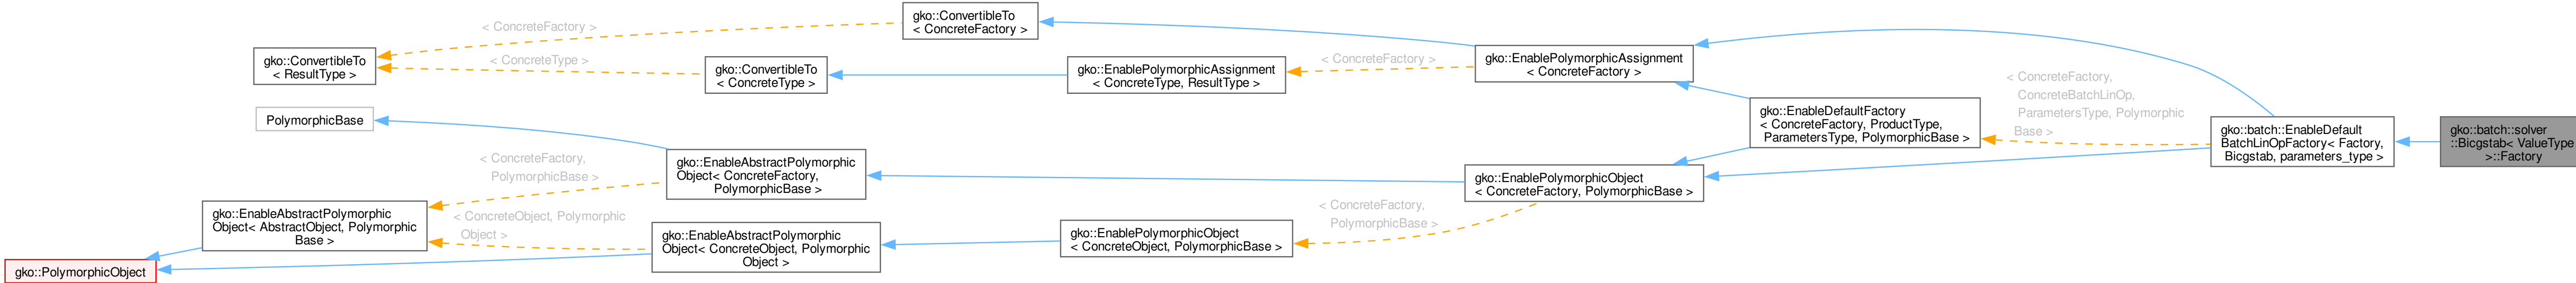 gko::PolymorphicObject
gko::EnableAbstractPolymorphic
Object< AbstractObject, Polymorphic
Base >
gko::ConvertibleTo
< ResultType >
PolymorphicBase
< ConcreteFactory >
< ConcreteType >
< ConcreteFactory,
PolymorphicBase >
< ConcreteObject, Polymorphic
Object >
gko::ConvertibleTo
< ConcreteType >
gko::EnableAbstractPolymorphic
Object< ConcreteFactory,
PolymorphicBase >
gko::EnableAbstractPolymorphic
Object< ConcreteObject, Polymorphic
Object >
gko::ConvertibleTo
< ConcreteFactory >
gko::EnablePolymorphicAssignment
< ConcreteType, ResultType >
gko::EnablePolymorphicObject
< ConcreteObject, PolymorphicBase >
< ConcreteFactory >
< ConcreteFactory,
PolymorphicBase >
gko::EnablePolymorphicAssignment
< ConcreteFactory >
gko::EnablePolymorphicObject
< ConcreteFactory, PolymorphicBase >
gko::EnableDefaultFactory
< ConcreteFactory, ProductType,
ParametersType, PolymorphicBase >
< ConcreteFactory,
ConcreteBatchLinOp,
ParametersType, Polymorphic
Base >
gko::batch::EnableDefault
BatchLinOpFactory< Factory,
Bicgstab, parameters_type >
gko::batch::solver
::Bicgstab< ValueType
>::Factory